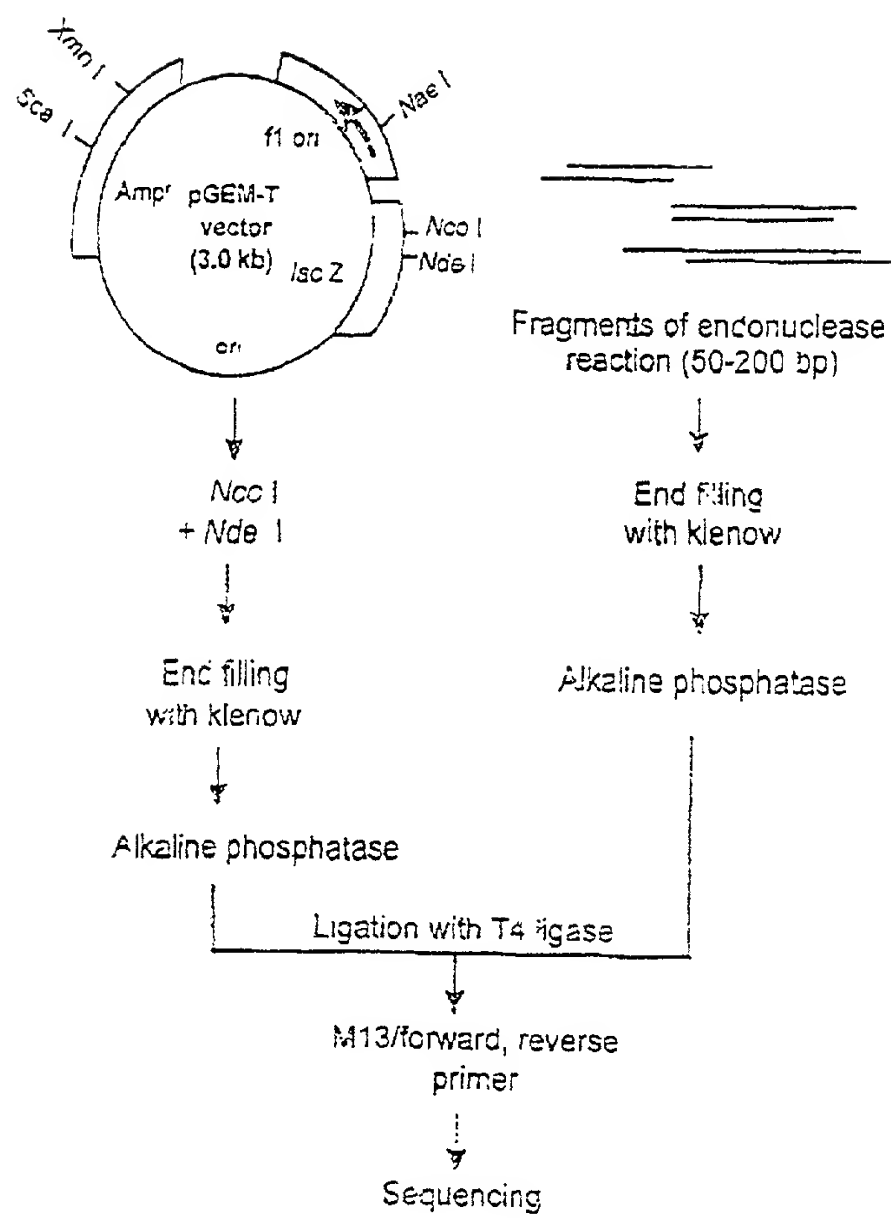 Xmn I
Sca I
Nae I
f1 ori
Ampr
pGEM-T
vector
(3.0 kb)
lac Z
Nco I
Nde I
ori
Fragments of endonuclease
reaction (50-200 bp)
Nco I
+ Nde I
End filling
with klenow
End filling
with klenow
Alkaline phosphatase
Alkaline phosphatase
Ligation with T4 ligase
M13/forward, reverse
primer
Sequencing